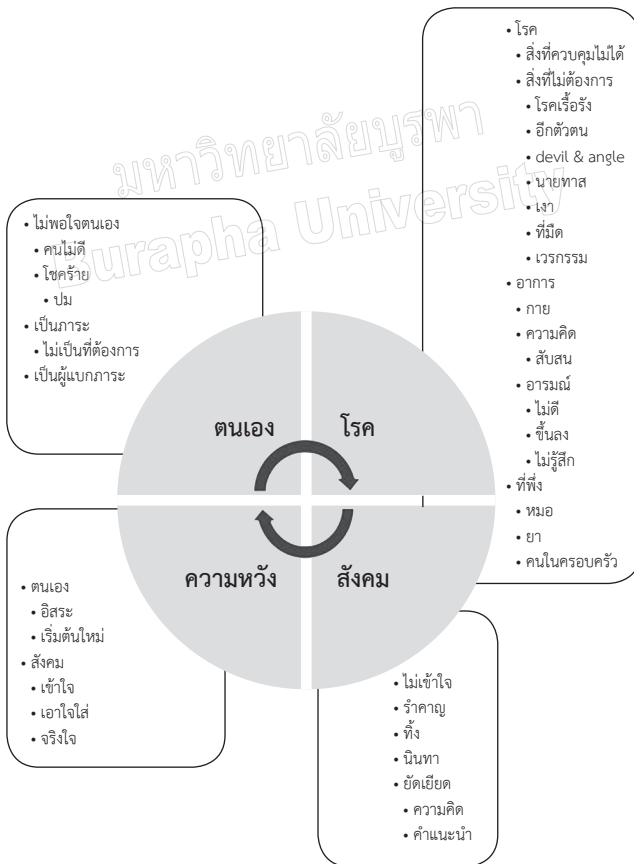 • โรค
• สิ่งที่ควบคุมไม่ได้
• สิ่งที่ไม่ต้องการ
• โรคเรื้อรัง
• อีกตัวตน
• devil & angle
• นายทาส
• เงา
• ที่มืด
• เวรกรรม
• อาการ
• กาย
• ความคิด
• สับสน
• อารมณ์
• ไม่ดี
• ขึ้นลง
• ไม่รู้สึก
• ที่พึ่ง
• หมอ
• ยา
• คนในครอบครัว
มหาวิทยาลัยบูรพา
Burapha University
• ไม่พอใจตนเอง
• คนไม่ดี
• โชคร้าย
• ปม
• เป็นภาระ
• ไม่เป็นที่ต้องการ
• เป็นผู้แบกภาระ
ตนเอง
โรค
ความหวัง
สังคม
• ตนเอง
• อิสระ
• เริ่มต้นใหม่
• สังคม
• เข้าใจ
• เอาใจใส่
• จริงใจ
• ไม่เข้าใจ
• รำคาญ
• ทิ้ง
• นินทา
• ยัดเยียด
• ความคิด
• คำแนะนำ